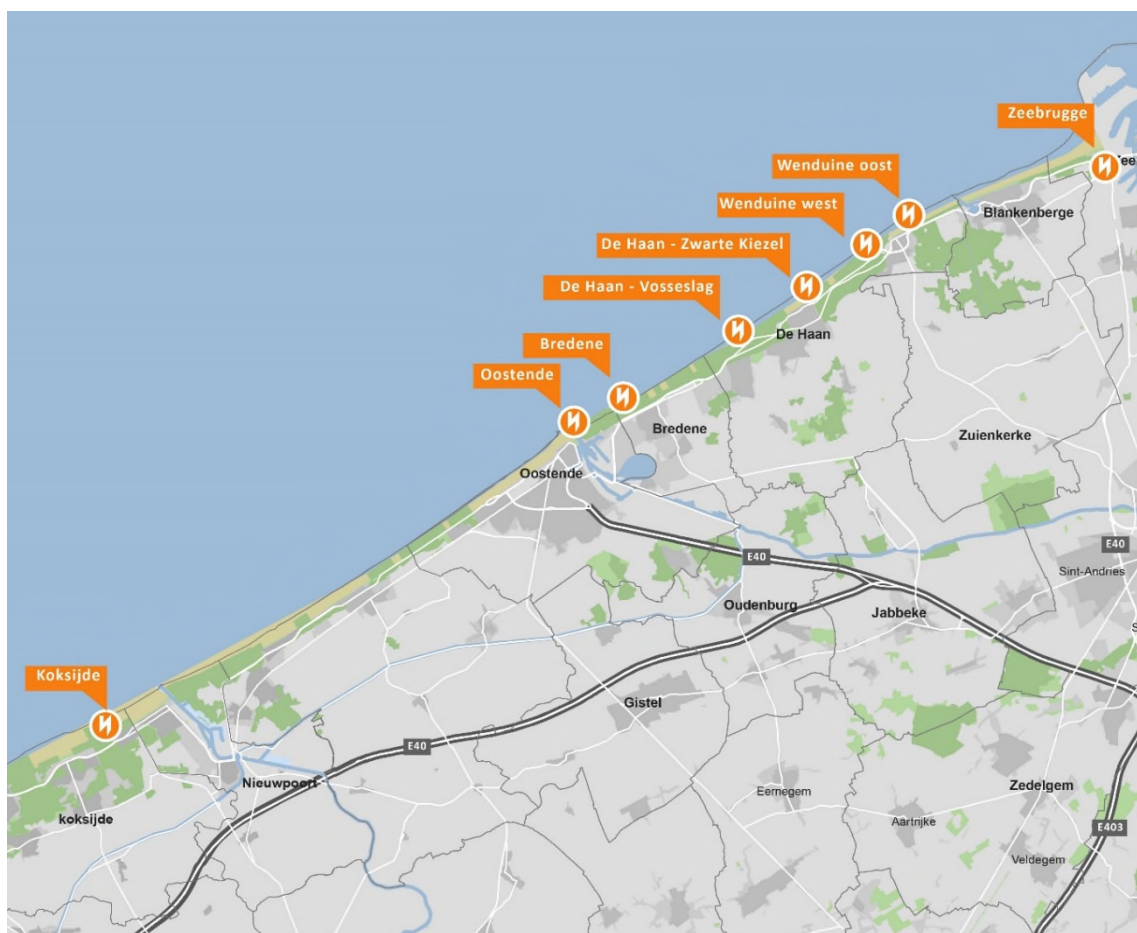 Zeebrugge
Zee
Wenduine oost
Blankenberge
Wenduine west
De Haan - Zwarte Kiezel
De Haan - Vosseslag
De Haan
Bredene
Oostende
Bredene
Zuienkerke
Oostende
E40
E40
Sint-Andries
Oudenburg
Jabbeke
S
Koksijde
Gistel
E40
Nieuwpoort
Zedelgem
Eernegem
koksijde
Aartrijke
E403
Veldegem